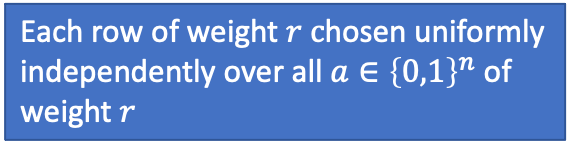 Each row of weight r chosen uniformly
independently over all a ∈ {0,1}ⁿ of
weight r